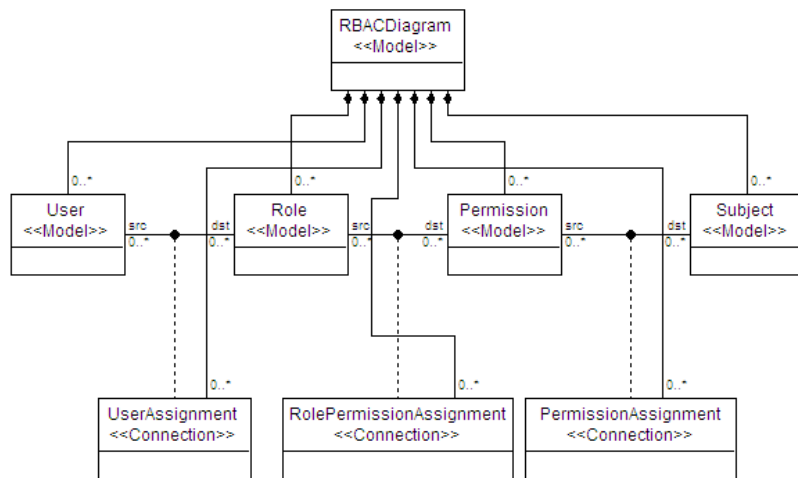 RBACDiagram
<<Model>>
0..*
0..*
0..*
0..*
User
<<Model>>
src
0..*
dst
0..*
Role
<<Model>>
src
0..*
dst
0..*
Permission
<<Model>>
src
0..*
dst
0..*
Subject
<<Model>>
0..*
0..*
0..*
UserAssignment
<<Connection>>
RolePermissionAssignment
<<Connection>>
PermissionAssignment
<<Connection>>